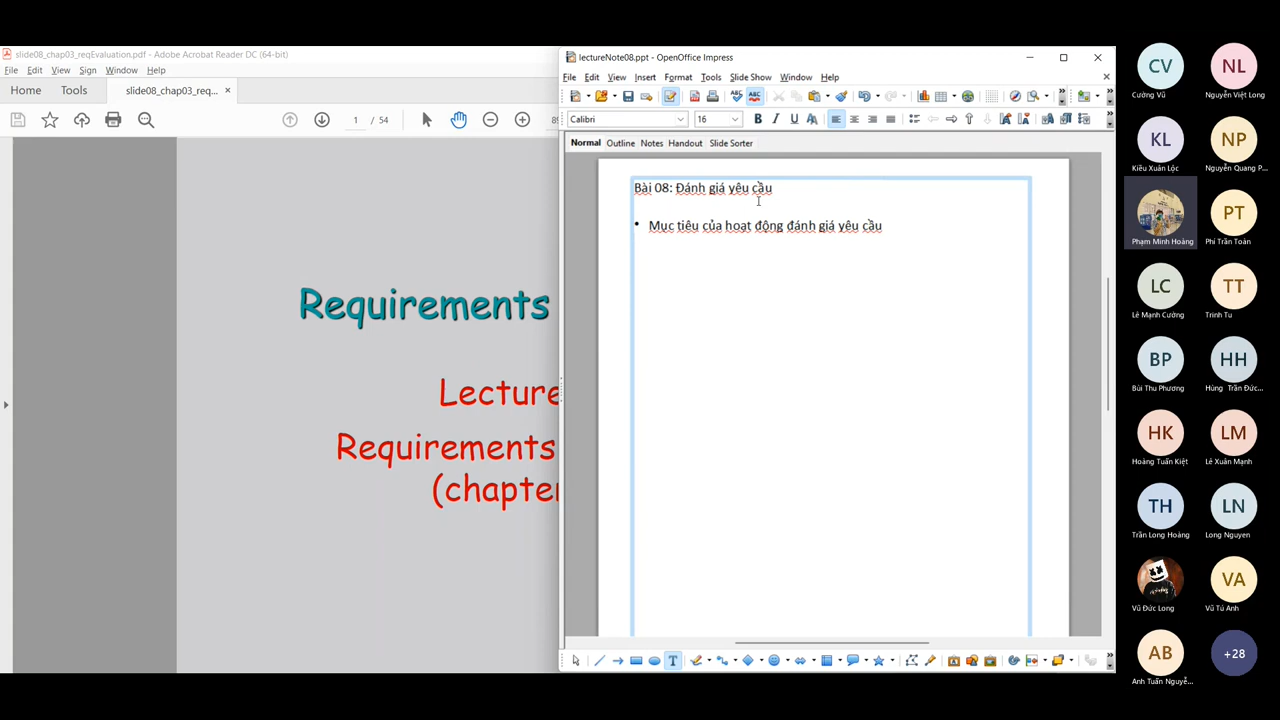 slide08_chap03_reqEvaluation.pdf - Adobe Acrobat Reader DC (64-bit)
File Edit View Sign Window Help
Home Tools slide08_chap03_req... ×
1 / 54
Requirements
Lecture
Requirements
(chapter
lectureNote08.ppt - OpenOffice Impress
File Edit View Insert Format Tools Slide Show Window Help
Calibri 16
Normal Outline Notes Handout Slide Sorter
Bài 08: Đánh giá yêu cầu
• Mục tiêu của hoạt động đánh giá yêu cầu
CV NL
Cường Vũ Nguyễn Việt Long
KL NP
Kiều Xuân Lộc Nguyễn Quang P...
PT
Phạm Minh Hoàng Phí Trần Toàn
LC TT
Lê Mạnh Cường Trinh Tu
BP HH
Bùi Thu Phương Hùng Trần Đức...
HK LM
Hoàng Tuấn Kiệt Lê Xuân Mạnh
TH LN
Trần Long Hoàng Long Nguyen
VA
Vũ Đức Long Vũ Tú Anh
AB +28
Anh Tuấn Nguyễ...